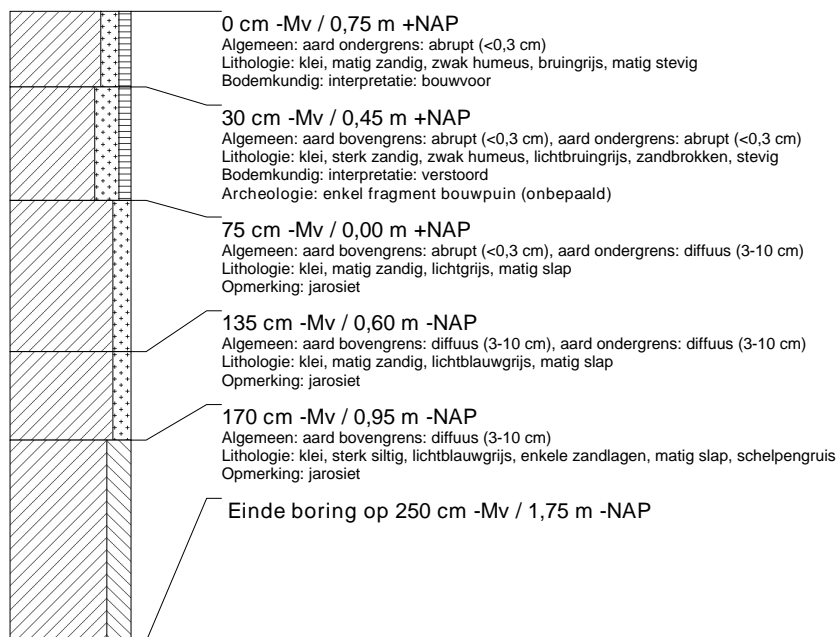 0 cm -Mv / 0,75 m +NAP
Algemeen: aard ondergrens: abrupt (<0,3 cm)
Lithologie: klei, matig zandig, zwak humeus, bruingrijs, matig stevig
Bodemkundig: interpretatie: bouwvoor
30 cm -Mv / 0,45 m +NAP
Algemeen: aard bovengrens: abrupt (<0,3 cm), aard ondergrens: abrupt (<0,3 cm)
Lithologie: klei, sterk zandig, zwak humeus, lichtbruingrijs, zandbrokken, stevig
Bodemkundig: interpretatie: verstoord
Archeologie: enkel fragment bouwpuin (onbepaald)
75 cm -Mv / 0,00 m +NAP
Algemeen: aard bovengrens: abrupt (<0,3 cm), aard ondergrens: diffuus (3-10 cm)
Lithologie: klei, matig zandig, lichtgrijs, matig slap
Opmerking: jarosiet
135 cm -Mv / 0,60 m -NAP
Algemeen: aard bovengrens: diffuus (3-10 cm), aard ondergrens: diffuus (3-10 cm)
Lithologie: klei, matig zandig, lichtblauwgrijs, matig slap
Opmerking: jarosiet
170 cm -Mv / 0,95 m -NAP
Algemeen: aard bovengrens: diffuus (3-10 cm)
Lithologie: klei, sterk siltig, lichtblauwgrijs, enkele zandlagen, matig slap, schelpengruis
Opmerking: jarosiet
Einde boring op 250 cm -Mv / 1,75 m -NAP